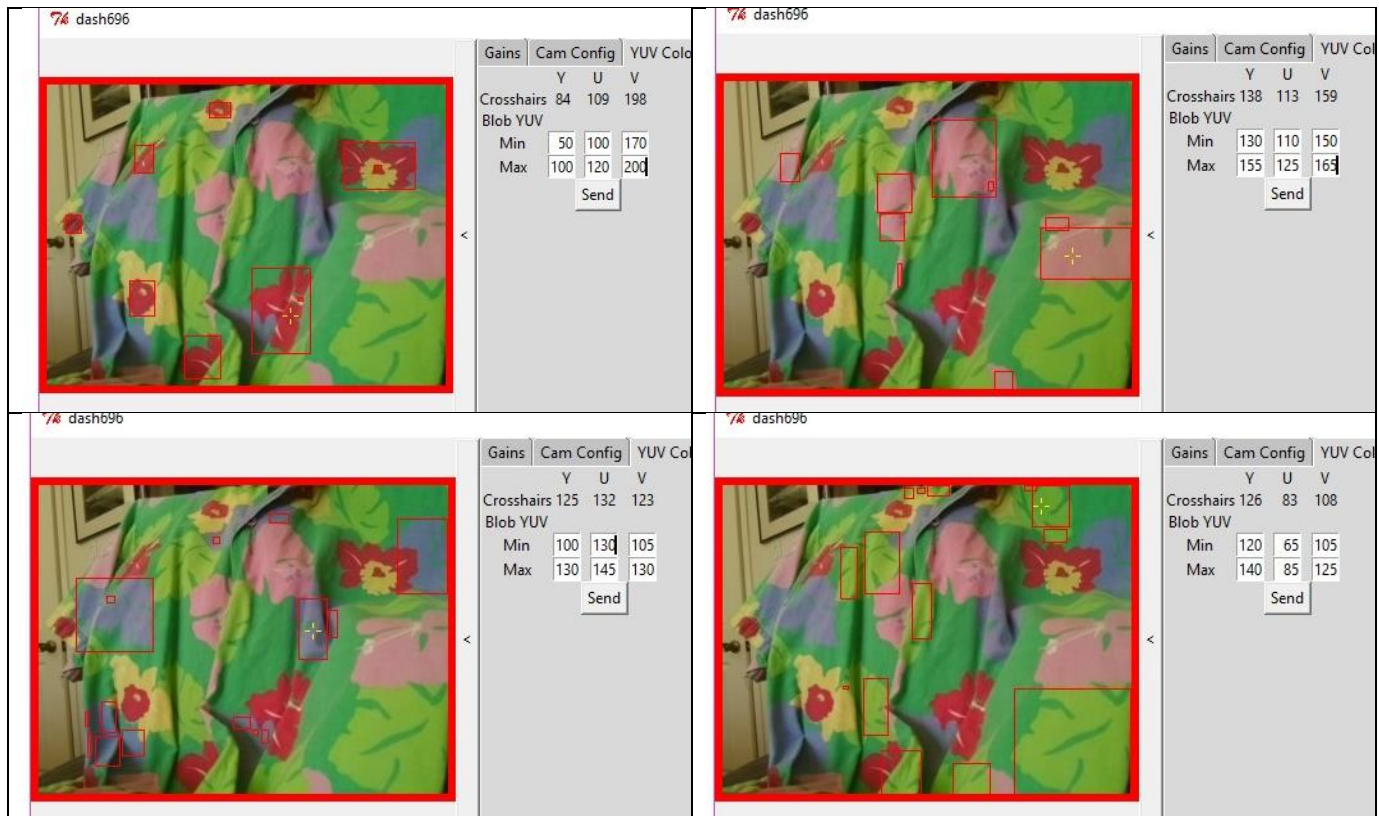 dash696
Gains Cam Config YUV Colo
Y U V
Crosshairs 84 109 198
Blob YUV
Min 50 100 170
Max 100 120 200
Send
<
dash696
Gains Cam Config YUV Col
Y U V
Crosshairs 138 113 159
Blob YUV
Min 130 110 150
Max 155 125 165
Send
<
dash696
Gains Cam Config YUV Col
Y U V
Crosshairs 125 132 123
Blob YUV
Min 100 130 105
Max 130 145 130
Send
<
dash696
Gains Cam Config YUV Col
Y U V
Crosshairs 126 83 108
Blob YUV
Min 120 65 105
Max 140 85 125
Send
<